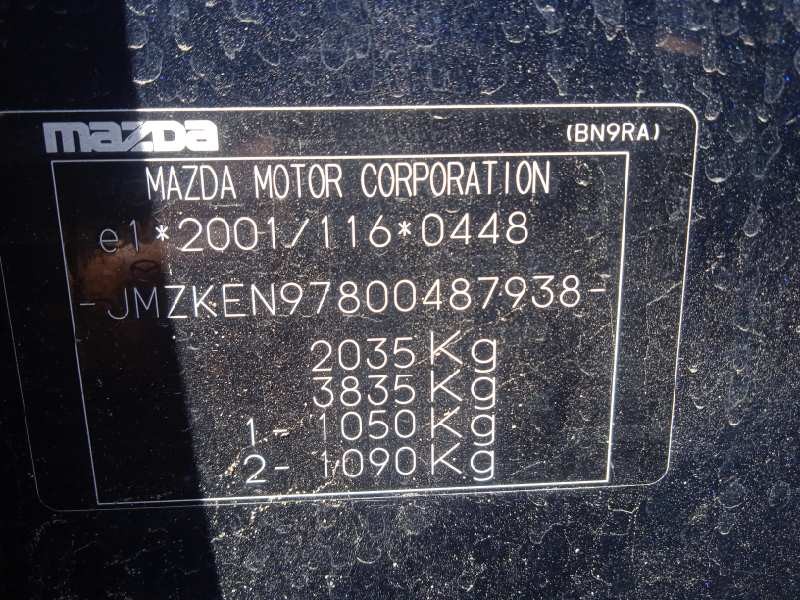 mazda (BN9RA)
MAZDA MOTOR CORPORATION
e1*2001/116*0448
-JMZKEN97800487938-
2035Kg
3835Kg
1- 1050Kg
2- 1090Kg